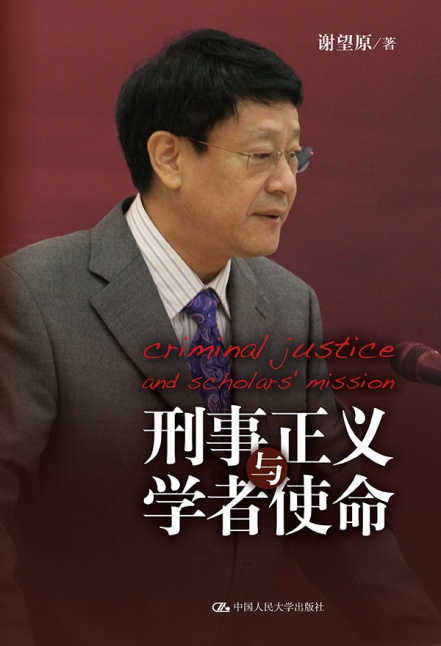 谢望原/著
criminal justice
and scholars' mission
刑事正义
与
学者使命
中国人民大学出版社